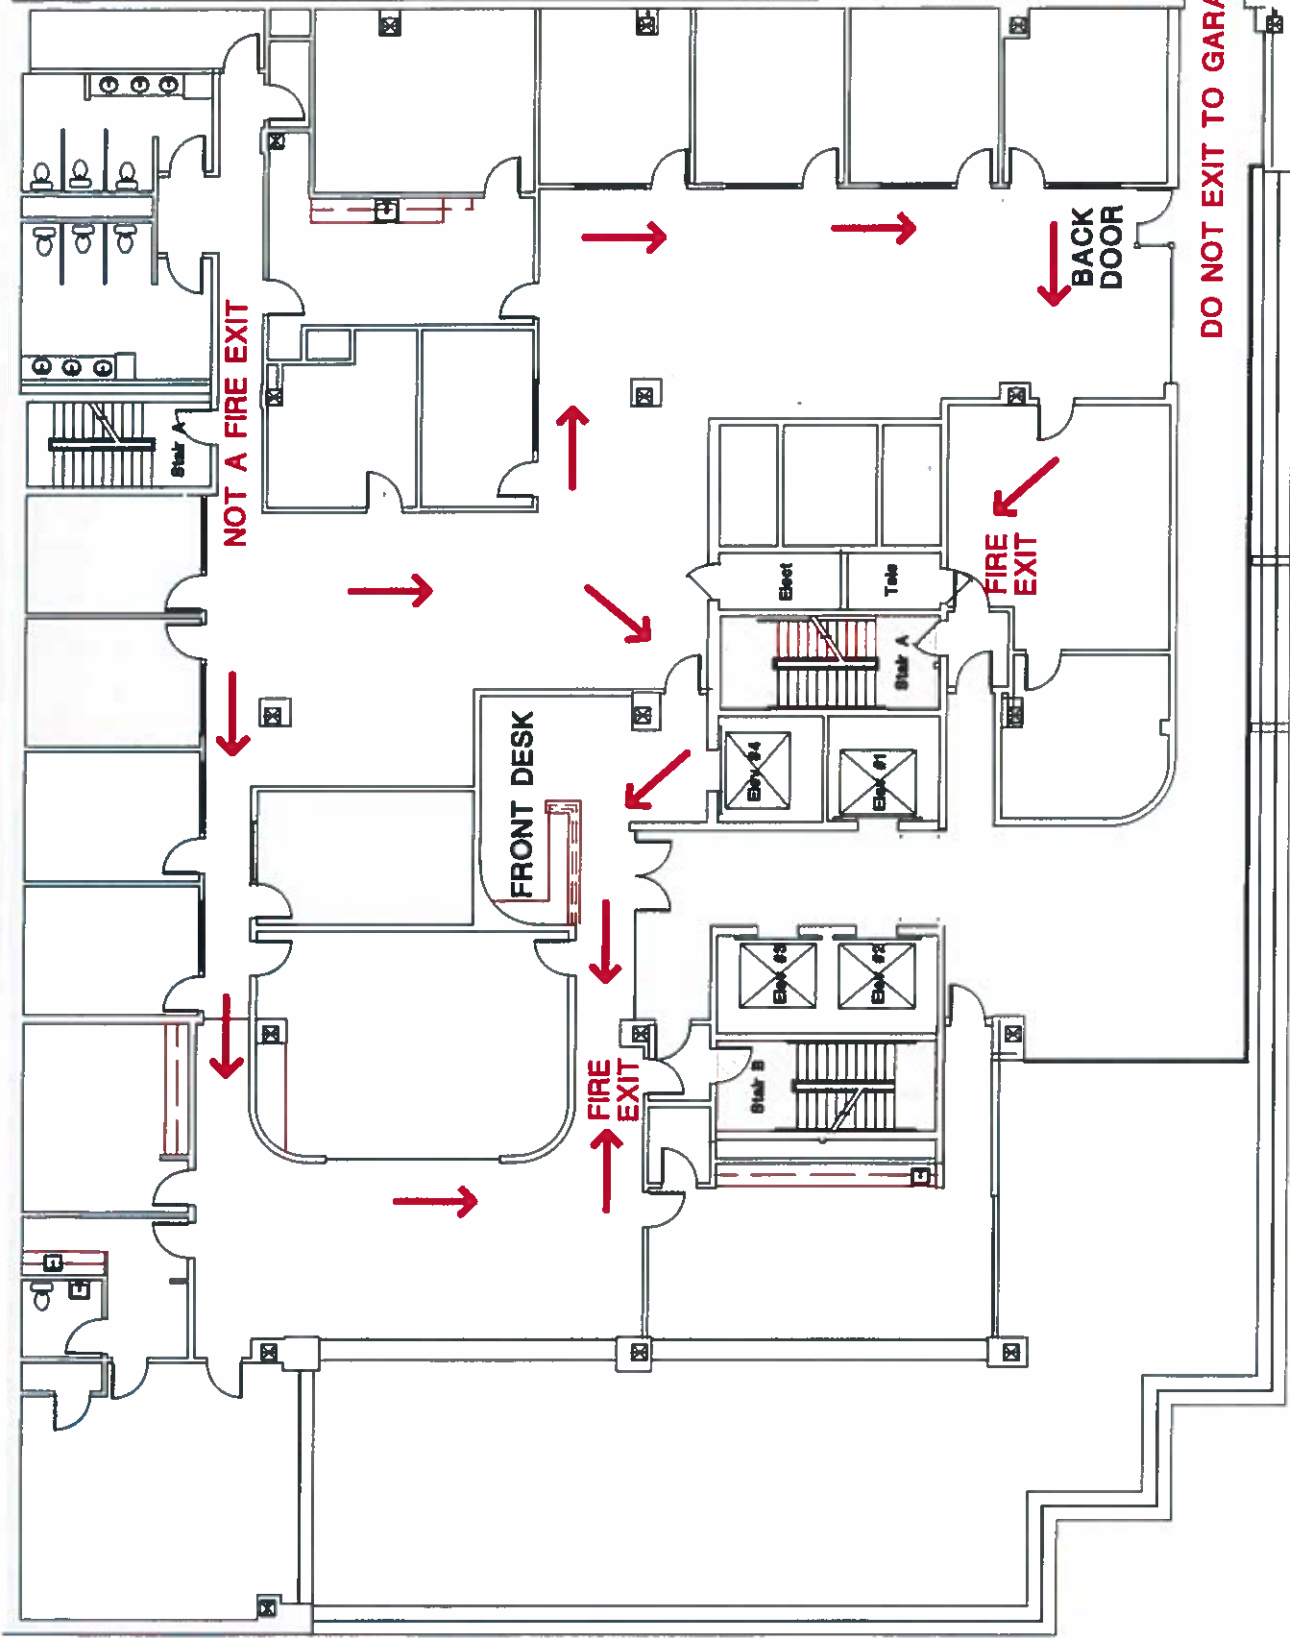 DO NOT EXIT TO GARA
BACK
DOOR
NOT A FIRE EXIT
Stair A
FIRE
EXIT
Elect
Tele
Stair A
FRONT DESK
Elev #4
Elev #1
Elev #3
Elev #2
FIRE
EXIT
Stair B